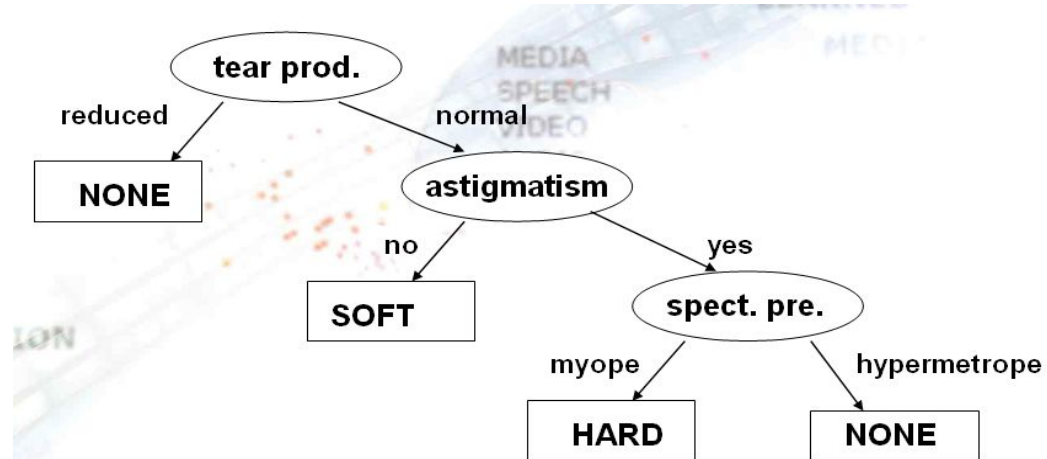 MEDIA
SPEECH
VIDEO
tear prod.
reduced
normal
NONE
astigmatism
no
yes
SOFT
spect. pre.
myope
hypermetrope
HARD
NONE